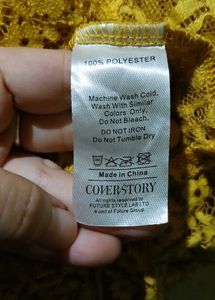 100% POLYESTER
Machine Wash Cold,
Wash With Similar
Colors Only.
Do Not Bleach.
DO NOT IRON
Do Not Tumble Dry
Made in China
COVERSTORY
All rights reserved in
FUTURE STYLE LAB LTD
a unit of Future Group.